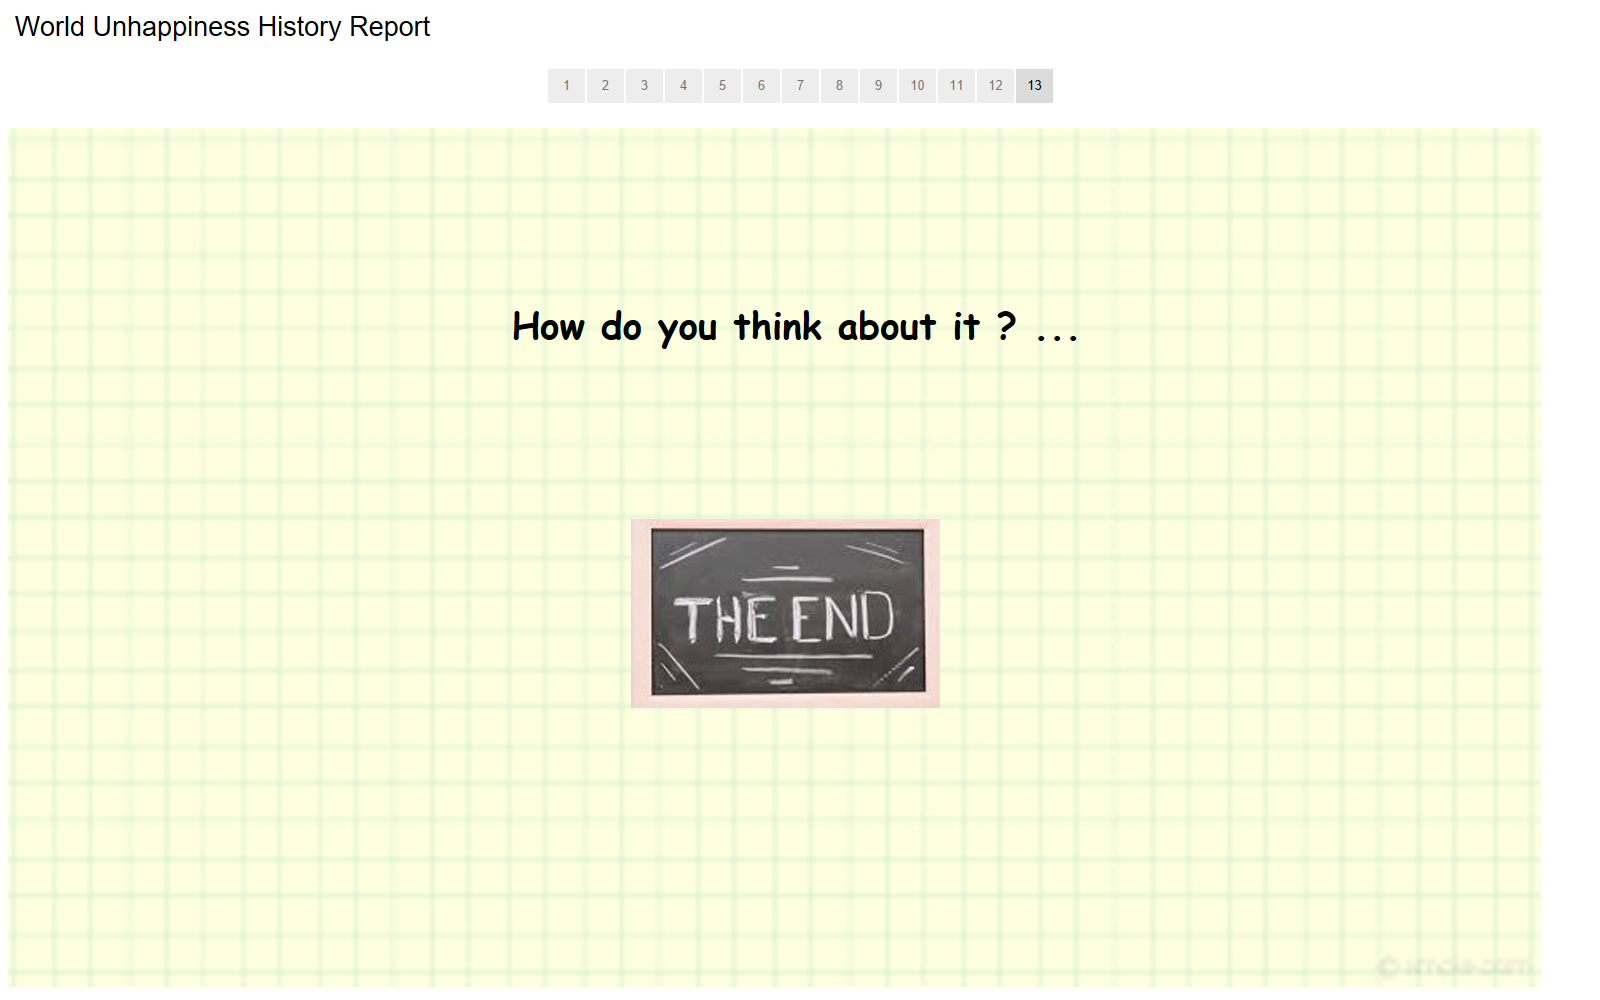 World Unhappiness History Report
1 2 3 4 5 6 7 8 9 10 11 12 13
How do you think about it ? ...
THE END